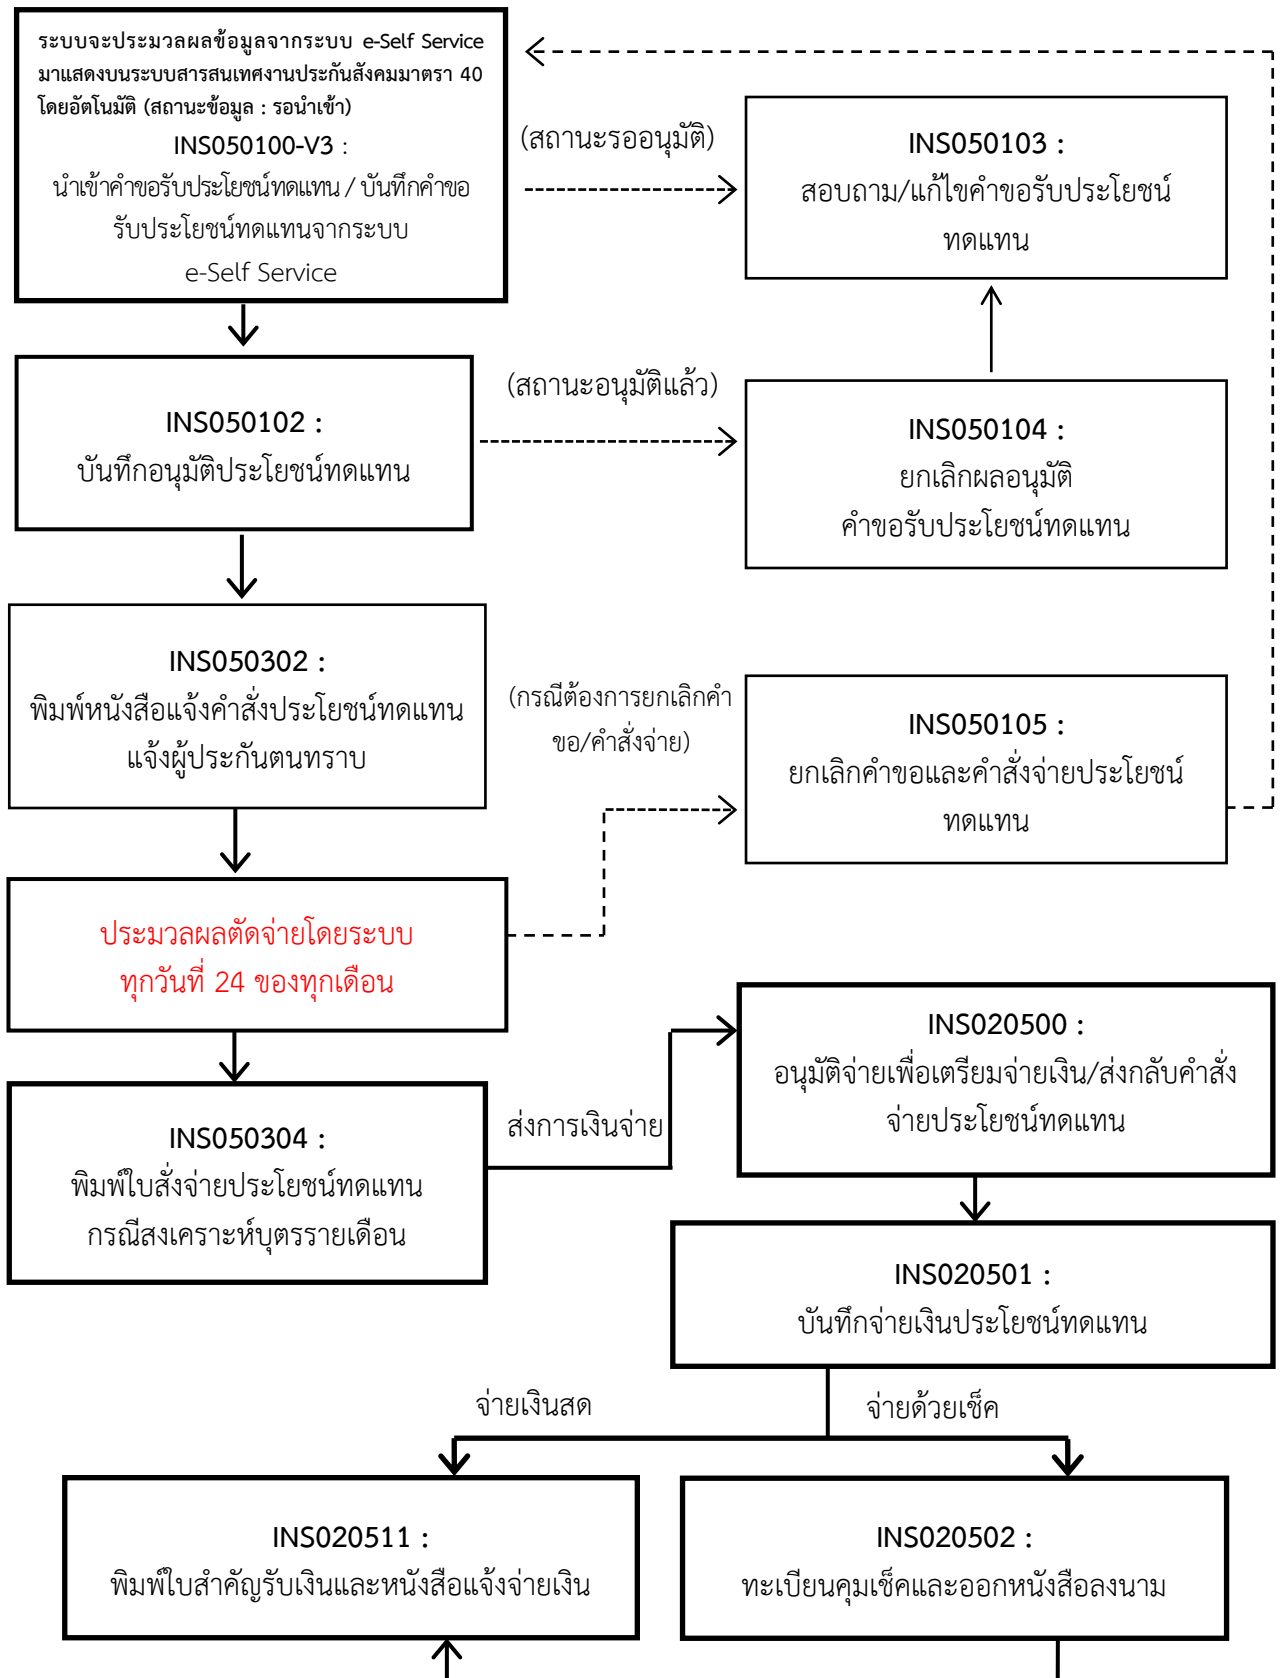 ระบบจะประมวลผลข้อมูลจากระบบ e-Self Service
มาแสดงบนระบบสารสนเทศงานประกันสังคมมาตรา 40
โดยอัตโนมัติ (สถานะข้อมูล : รอนำเข้า)
INS050100-V3 :
นำเข้าคำขอรับประโยชน์ทดแทน / บันทึกคำขอ
รับประโยชน์ทดแทนจากระบบ
e-Self Service
(สถานะรออนุมัติ)
INS050103 :
สอบถาม/แก้ไขคำขอรับประโยชน์
ทดแทน
INS050102 :
บันทึกอนุมัติประโยชน์ทดแทน
(สถานะอนุมัติแล้ว)
INS050104 :
ยกเลิกผลอนุมัติ
คำขอรับประโยชน์ทดแทน
INS050302 :
พิมพ์หนังสือแจ้งคำสั่งประโยชน์ทดแทน
แจ้งผู้ประกันตนทราบ
(กรณีต้องการยกเลิกคำ
ขอ/คำสั่งจ่าย)
INS050105 :
ยกเลิกคำขอและคำสั่งจ่ายประโยชน์
ทดแทน
ประมวลผลตัดจ่ายโดยระบบ
ทุกวันที่ 24 ของทุกเดือน
INS050304 :
พิมพ์ใบสั่งจ่ายประโยชน์ทดแทน
กรณีสงเคราะห์บุตรรายเดือน
ส่งการเงินจ่าย
INS020500 :
อนุมัติจ่ายเพื่อเตรียมจ่ายเงิน/ส่งกลับคำสั่ง
จ่ายประโยชน์ทดแทน
INS020501 :
บันทึกจ่ายเงินประโยชน์ทดแทน
จ่ายเงินสด
จ่ายด้วยเช็ค
INS020511 :
พิมพ์ใบสำคัญรับเงินและหนังสือแจ้งจ่ายเงิน
INS020502 :
ทะเบียนคุมเช็คและออกหนังสือลงนาม